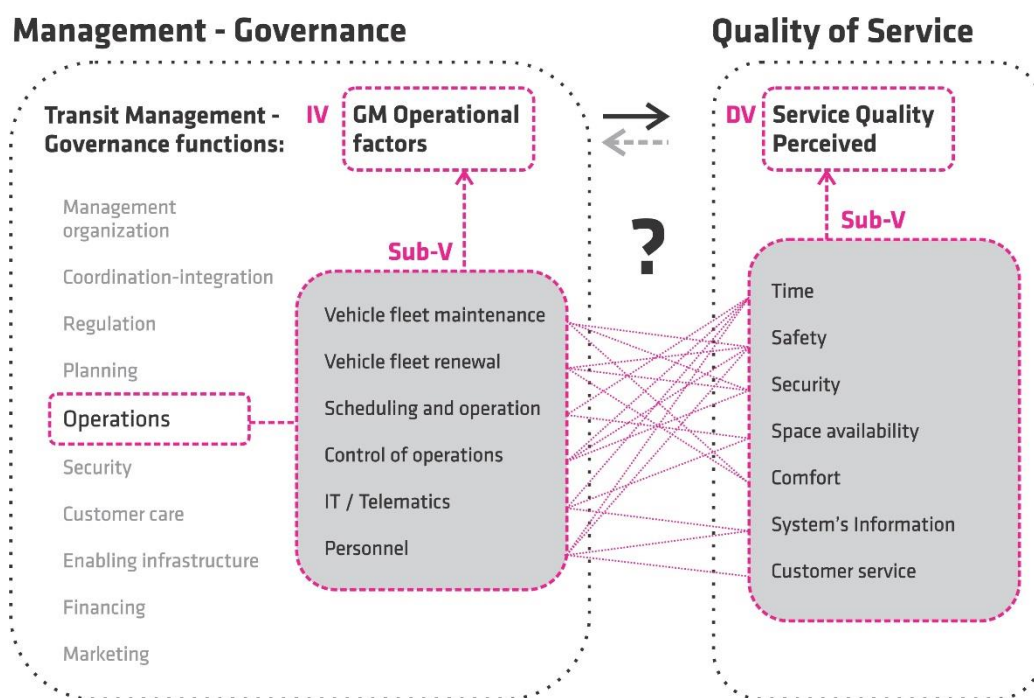 Management - Governance
Quality of Service
Transit Management -
Governance functions:
IV
GM Operational
factors
DV
Service Quality
Perceived
Management
organization
Coordination-integration
Regulation
Planning
Operations
Security
Customer care
Enabling infrastructure
Financing
Marketing
Sub-V
Vehicle fleet maintenance
Vehicle fleet renewal
Scheduling and operation
Control of operations
IT / Telematics
Personnel
?
Sub-V
Time
Safety
Security
Space availability
Comfort
System’s Information
Customer service